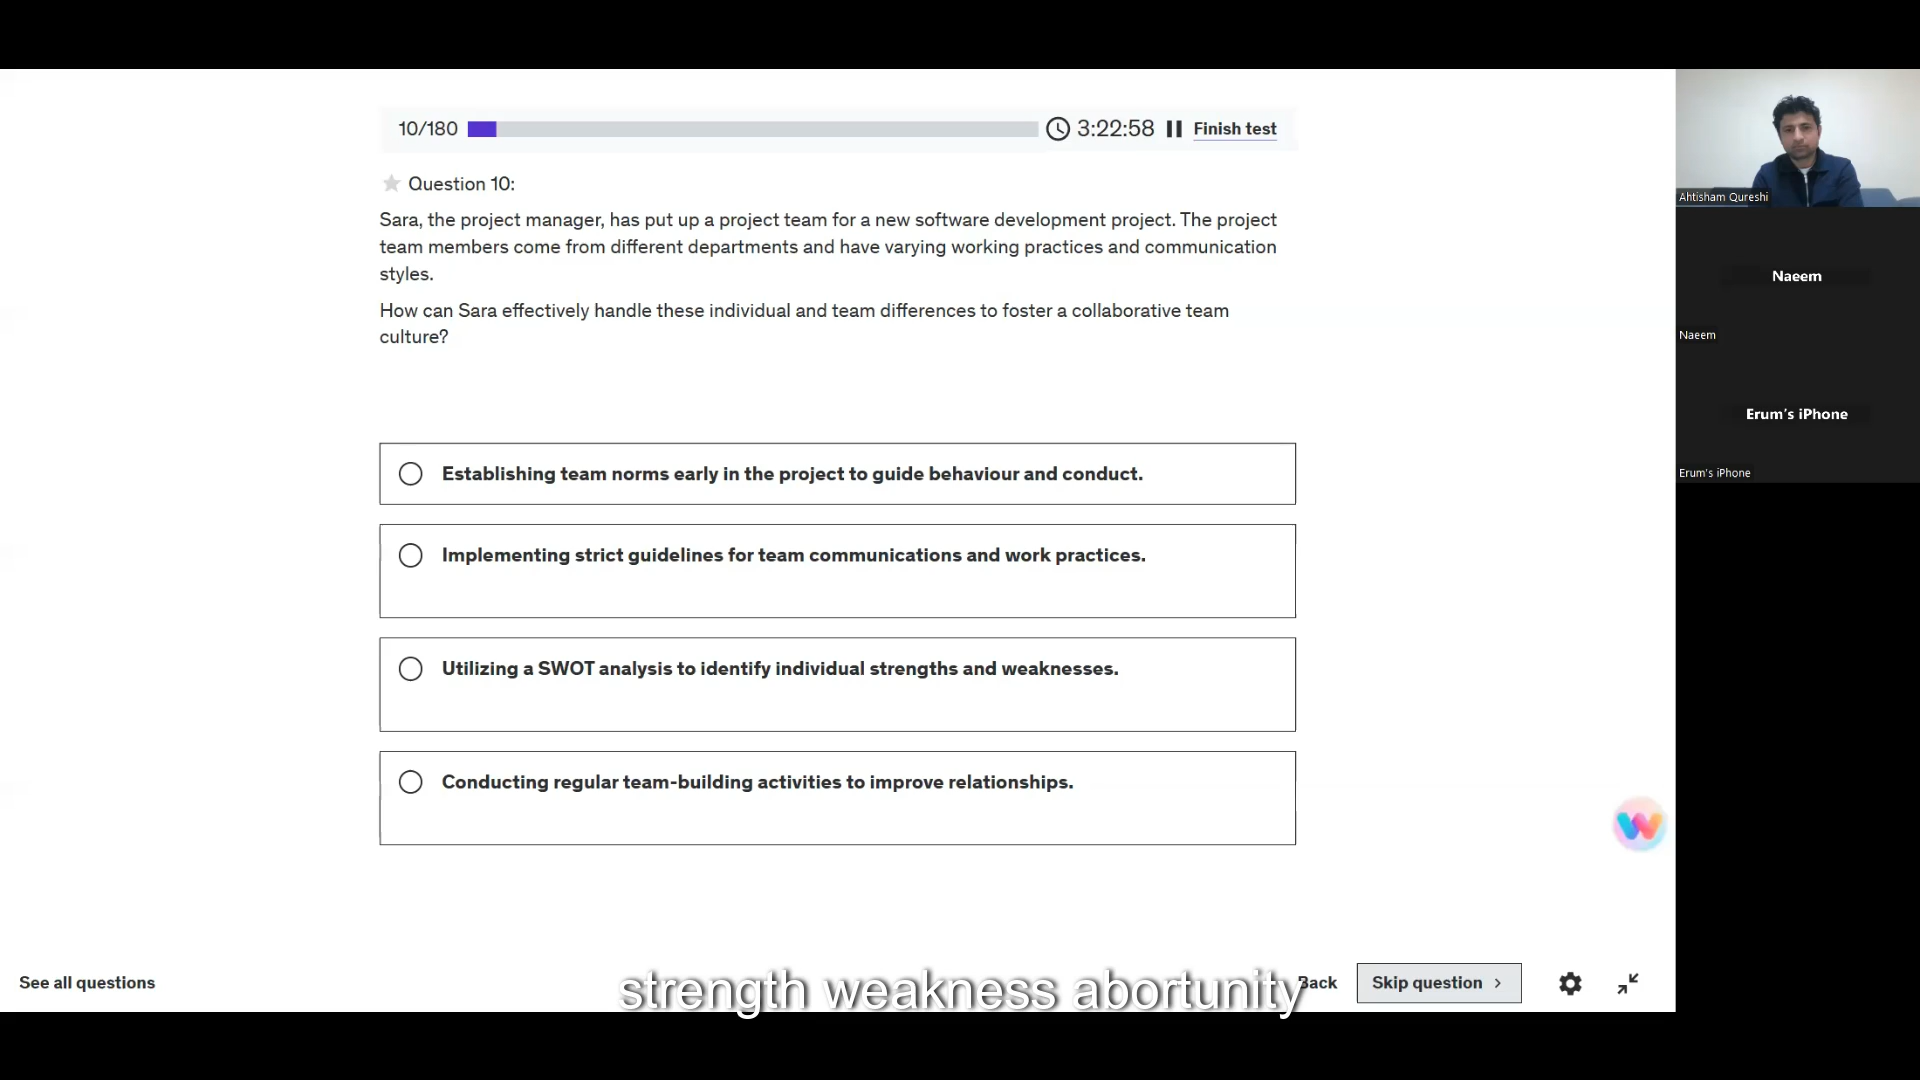 10/180
3:22:58
Finish test
Question 10:
Sara, the project manager, has put up a project team for a new software development project. The project
team members come from different departments and have varying working practices and communication
styles.
How can Sara effectively handle these individual and team differences to foster a collaborative team
culture?
Establishing team norms early in the project to guide behaviour and conduct.
Implementing strict guidelines for team communications and work practices.
Utilizing a SWOT analysis to identify individual strengths and weaknesses.
Conducting regular team-building activities to improve relationships.
See all questions
Back
Skip question
strength weakness abortunity
Ahtisham Qureshi
Naeem
Naeem
Erum's iPhone
Erum's iPhone